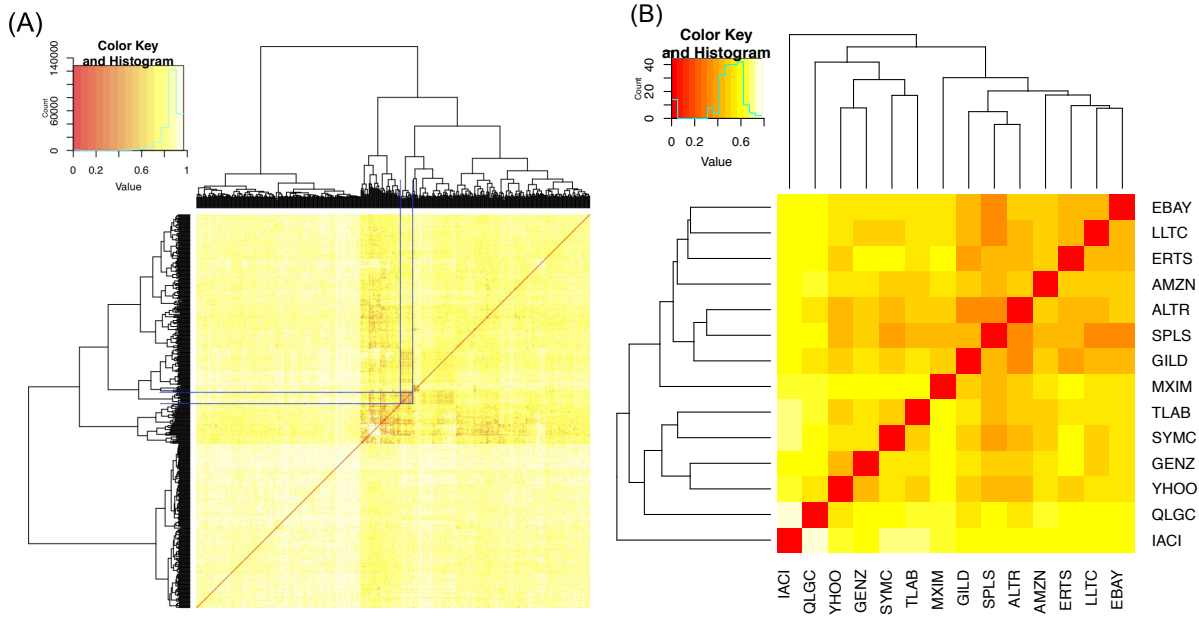 (A)
Color Key
and Histogram
Count
0 60000 140000
0 0.2 0.6 1
Value
(B)
Color Key
and Histogram
Count
0 20 40
0 0.2 0.6
Value
EBAY
LLTC
ERTS
AMZN
ALTR
SPLS
GILD
MXIM
TLAB
SYMC
GENZ
YHOO
QLGC
IACI
IACI QLGC YHOO GENZ SYMC TLAB MXIM GILD SPLS ALTR AMZN ERTS LLTC EBAY